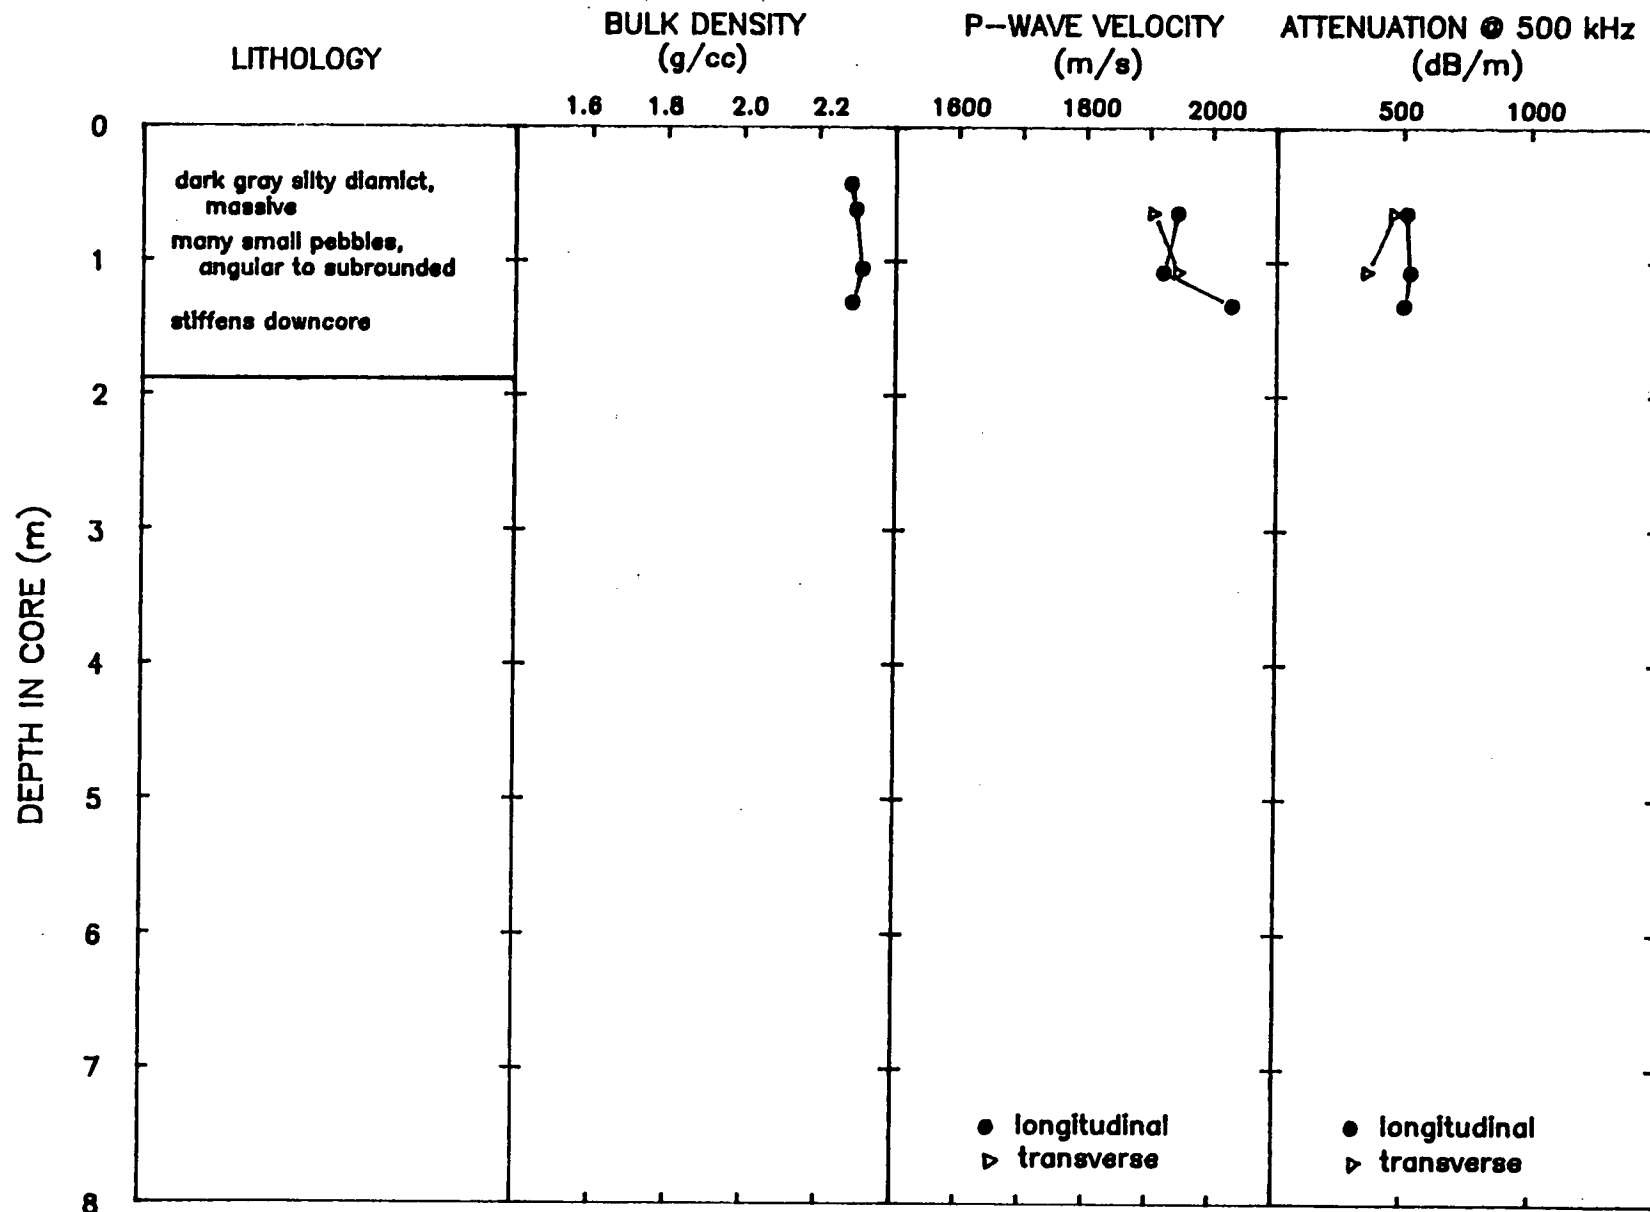 LITHOLOGY
BULK DENSITY
(g/cc)
P-WAVE VELOCITY
(m/s)
ATTENUATION @ 500 kHz
(dB/m)
1.6 1.8 2.0 2.2
1600 1800 2000
500 1000
DEPTH IN CORE (m)
0
1
2
3
4
5
6
7
8
dark gray silty diamict,
massive
many small pebbles,
angular to subrounded
stiffens downcore
longitudinal
transverse
longitudinal
transverse